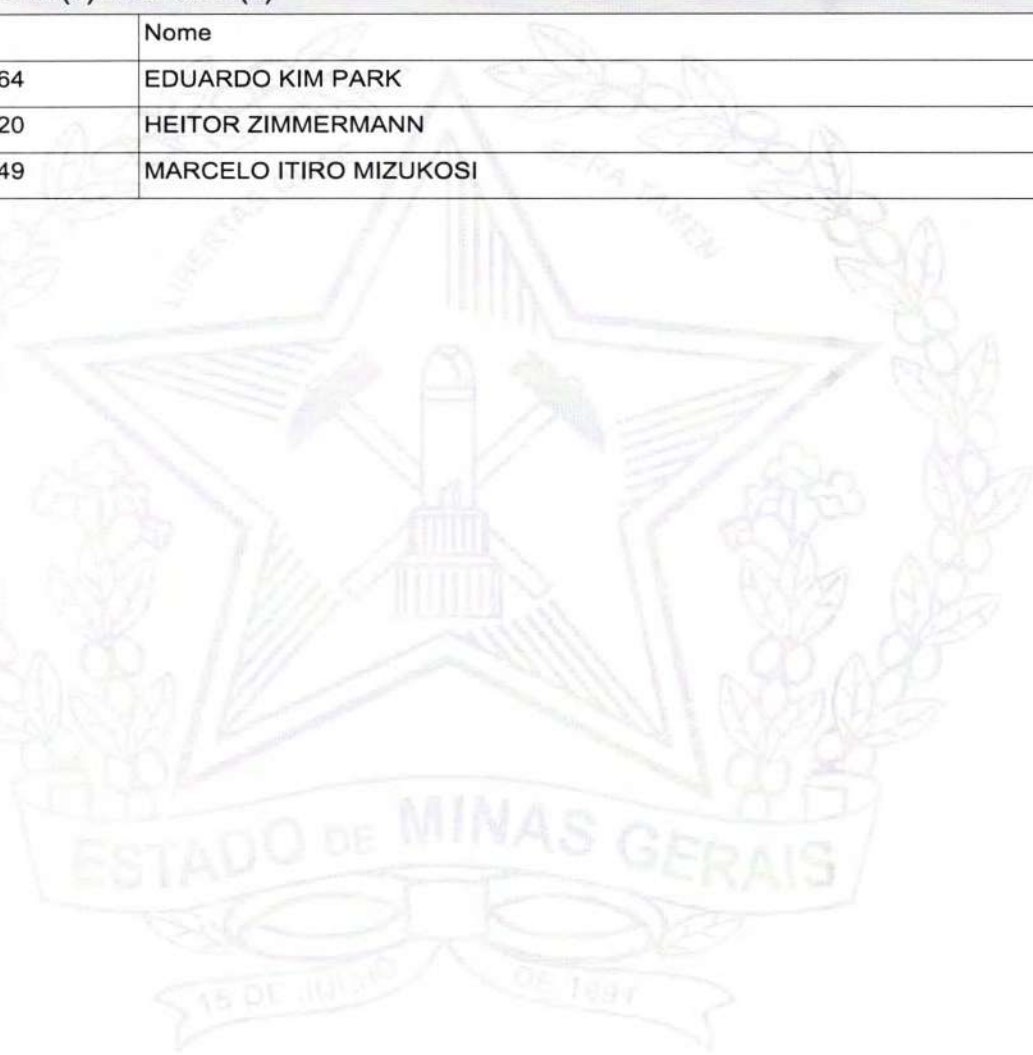 Nome
64 EDUARDO KIM PARK
20 HEITOR ZIMMERMANN
49 MARCELO ITIRO MIZUKOSI
LIBERTAS QUÆ SERA TAMEN
ESTADO DE MINAS GERAIS
15 DE JUNHO DE 1891